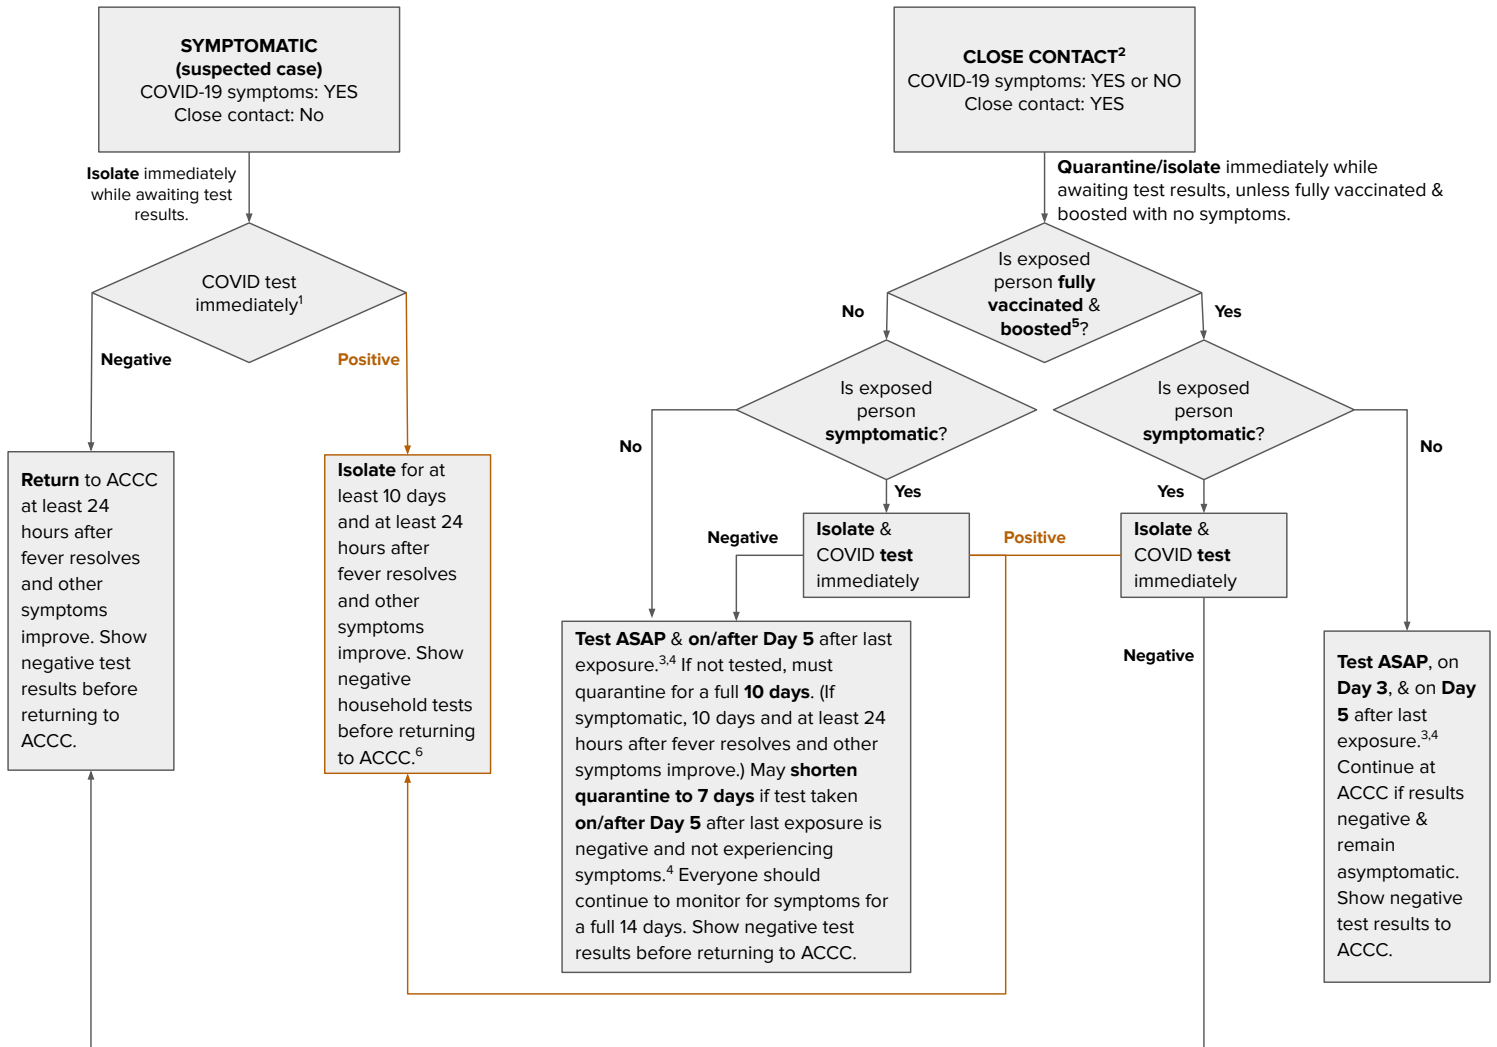 SYMPTOMATIC
(suspected case)
COVID-19 symptoms: YES
Close contact: No
Isolate immediately
while awaiting test
results.
COVID test
immediately1
Negative
Positive
Return to ACCC
at least 24
hours after
fever resolves
and other
symptoms
improve. Show
negative test
results before
returning to
ACCC.
Isolate for at
least 10 days
and at least 24
hours after
fever resolves
and other
symptoms
improve. Show
negative
household tests
before returning
to ACCC.6
CLOSE CONTACT2
COVID-19 symptoms: YES or NO
Close contact: YES
Quarantine/isolate immediately while
awaiting test results, unless fully vaccinated &
boosted with no symptoms.
Is exposed
person fully
vaccinated &
boosted5?
No
Yes
Is exposed
person
symptomatic?
Is exposed
person
symptomatic?
No
Yes
Yes
No
Isolate &
COVID test
immediately
Isolate &
COVID test
immediately
Negative
Positive
Negative
Test ASAP & on/after Day 5 after last
exposure.3,4 If not tested, must
quarantine for a full 10 days. (If
symptomatic, 10 days and at least 24
hours after fever resolves and other
symptoms improve.) May shorten
quarantine to 7 days if test taken
on/after Day 5 after last exposure is
negative and not experiencing
symptoms.4 Everyone should
continue to monitor for symptoms for
a full 14 days. Show negative test
results before returning to ACCC.
Test ASAP, on
Day 3, & on Day
5 after last
exposure.3,4
Continue at
ACCC if results
negative &
remain
asymptomatic.
Show negative
test results to
ACCC.